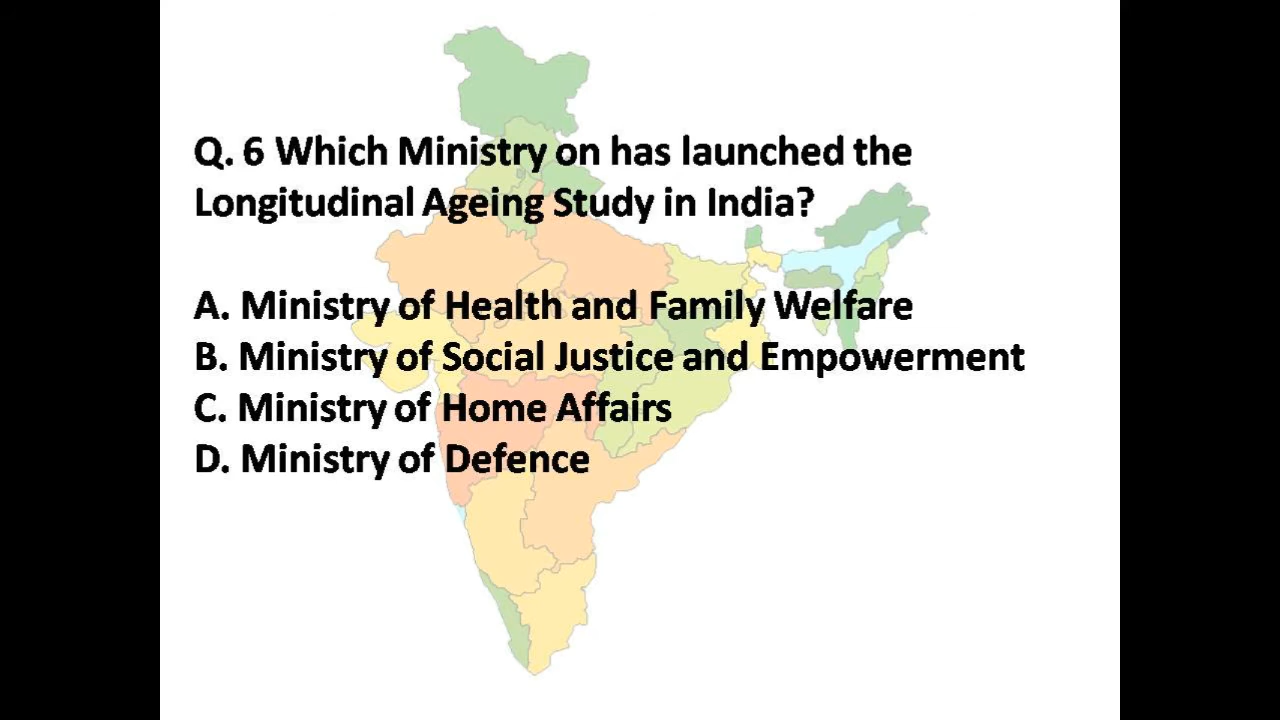 Q. 6 Which Ministry on has launched the
Longitudinal Ageing Study in India?
A. Ministry of Health and Family Welfare
B. Ministry of Social Justice and Empowerment
C. Ministry of Home Affairs
D. Ministry of Defence